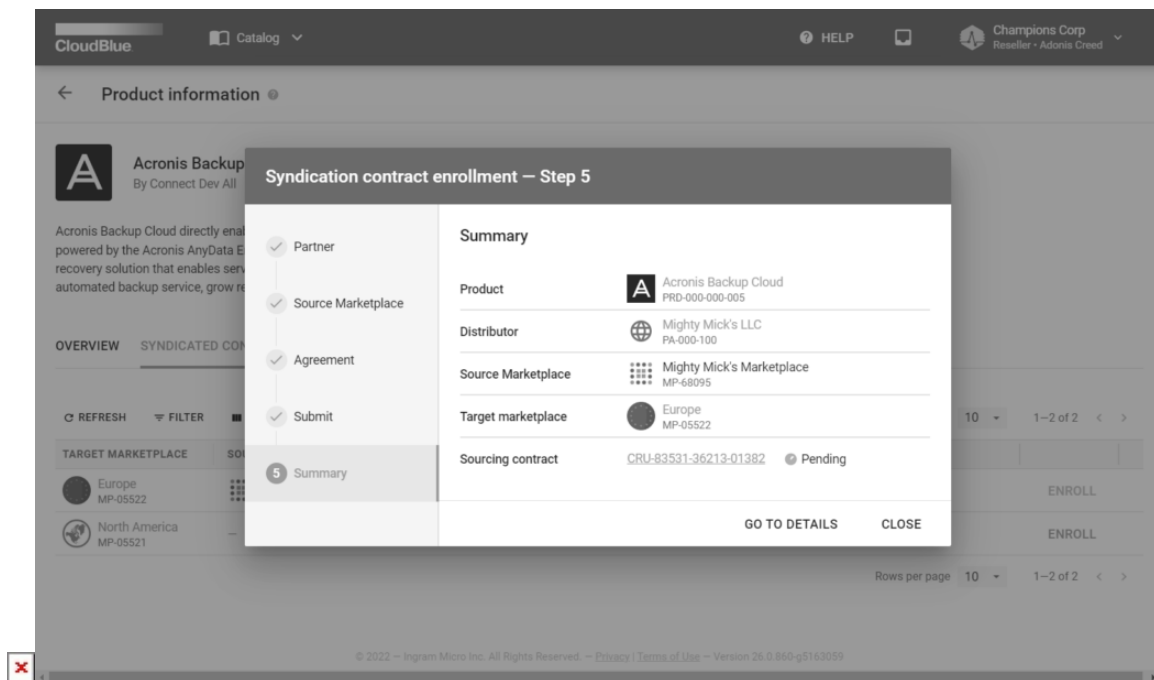 CloudBlue
Catalog
HELP
Champions Corp
Reseller • Adonis Creed
Product information
Acronis Backup
By Connect Dev All
Acronis Backup Cloud directly enal
powered by the Acronis AnyData E
recovery solution that enables serv
automated backup service, grow re
OVERVIEW SYNDICATED CON
REFRESH FILTER
10 1–2 of 2 < >
TARGET MARKETPLACE SOU
Europe
MP-05522
ENROLL
North America
MP-05521
–
ENROLL
Rows per page 10 1–2 of 2 < >
Syndication contract enrollment — Step 5
Partner
Source Marketplace
Agreement
Submit
5 Summary
Summary
Product
Acronis Backup Cloud
PRD-000-000-005
Distributor
Mighty Mick's LLC
PA-000-100
Source Marketplace
Mighty Mick's Marketplace
MP-68095
Target marketplace
Europe
MP-05522
Sourcing contract
CRU-83531-36213-01382 Pending
GO TO DETAILS CLOSE
© 2022 — Ingram Micro Inc. All Rights Reserved. — Privacy | Terms of Use — Version 26.0.860-g5163059